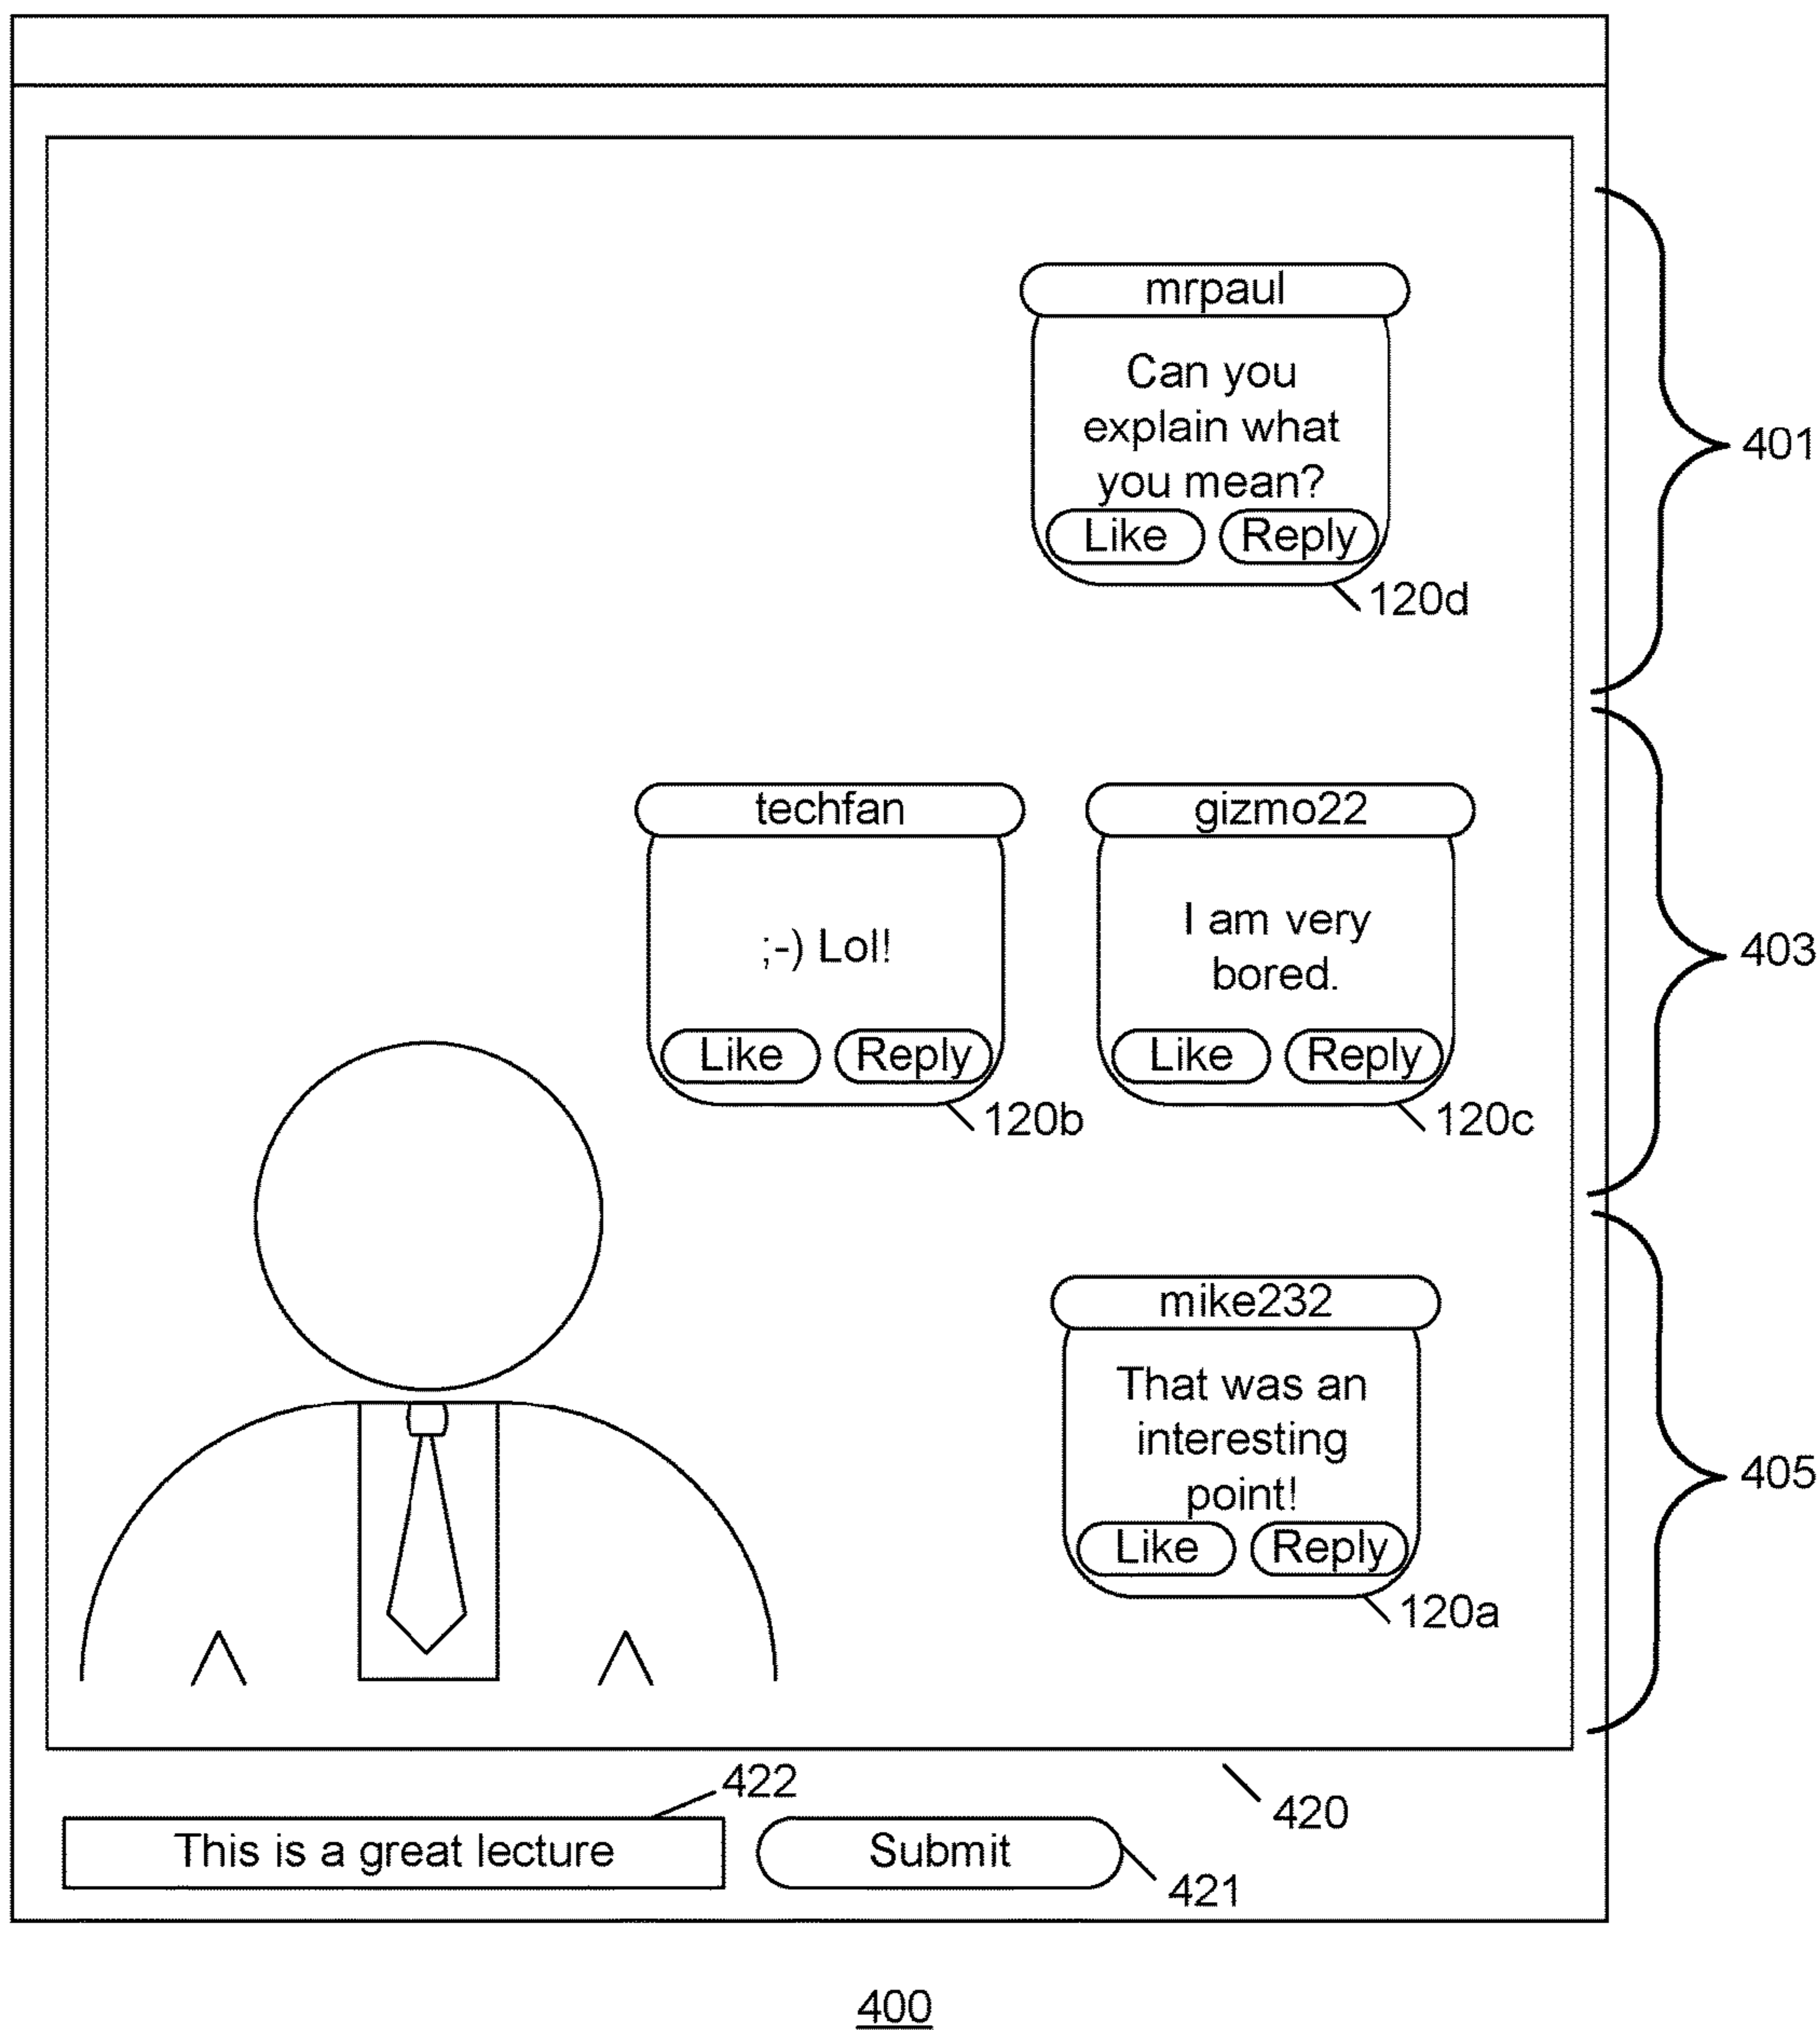 mrpaul
Can you
explain what
you mean?
Like Reply
120d
401
techfan
;-) Lol!
Like Reply
120b
gizmo22
I am very
bored.
Like Reply
120c
403
mike232
That was an
interesting
point!
Like Reply
120a
405
422
420
This is a great lecture
Submit
421
400